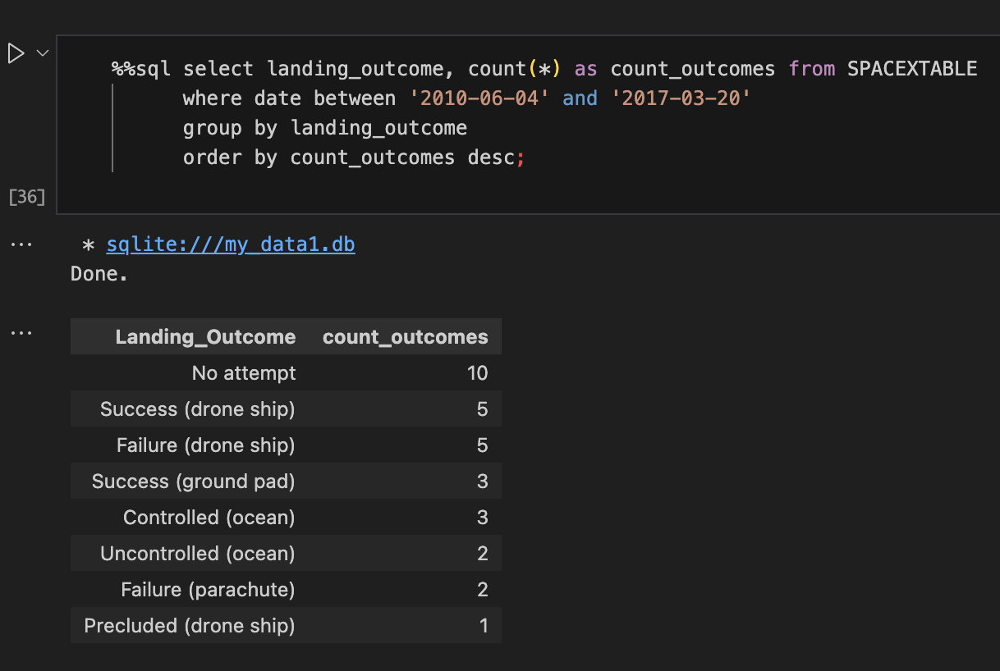 %%sql select landing_outcome, count(*) as count_outcomes from SPACEXTABLE
where date between '2010-06-04' and '2017-03-20'
group by landing_outcome
order by count_outcomes desc;
[36]
... * sqlite:///my_data1.db
Done.
...
Landing_Outcome count_outcomes
No attempt 10
Success (drone ship) 5
Failure (drone ship) 5
Success (ground pad) 3
Controlled (ocean) 3
Uncontrolled (ocean) 2
Failure (parachute) 2
Precluded (drone ship) 1